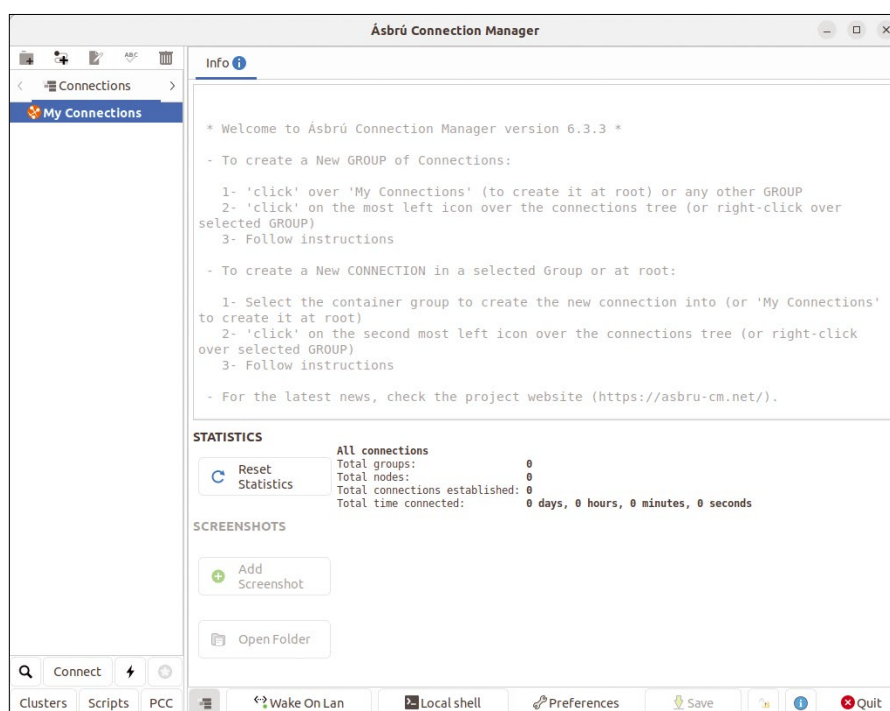 Ásbrú Connection Manager
ABC
Connections
My Connections
Info
* Welcome to Ásbrú Connection Manager version 6.3.3 *
- To create a New GROUP of Connections:
1- 'click' over 'My Connections' (to create it at root) or any other GROUP
2- 'click' on the most left icon over the connections tree (or right-click over
selected GROUP)
3- Follow instructions
- To create a New CONNECTION in a selected Group or at root:
1- Select the container group to create the new connection into (or 'My Connections'
to create it at root)
2- 'click' on the second most left icon over the connections tree (or right-click
over selected GROUP)
3- Follow instructions
- For the latest news, check the project website (https://asbru-cm.net/).
STATISTICS
Reset
Statistics
All connections
Total groups: 0
Total nodes: 0
Total connections established: 0
Total time connected: 0 days, 0 hours, 0 minutes, 0 seconds
SCREENSHOTS
Add
Screenshot
Open Folder
Connect
Clusters Scripts PCC
Wake On Lan Local shell Preferences Save Quit